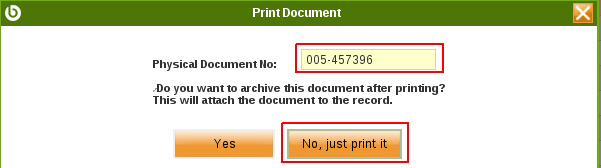 Print Document
Physical Document No: 005-457396
Do you want to archive this document after printing?
This will attach the document to the record.
Yes No, just print it